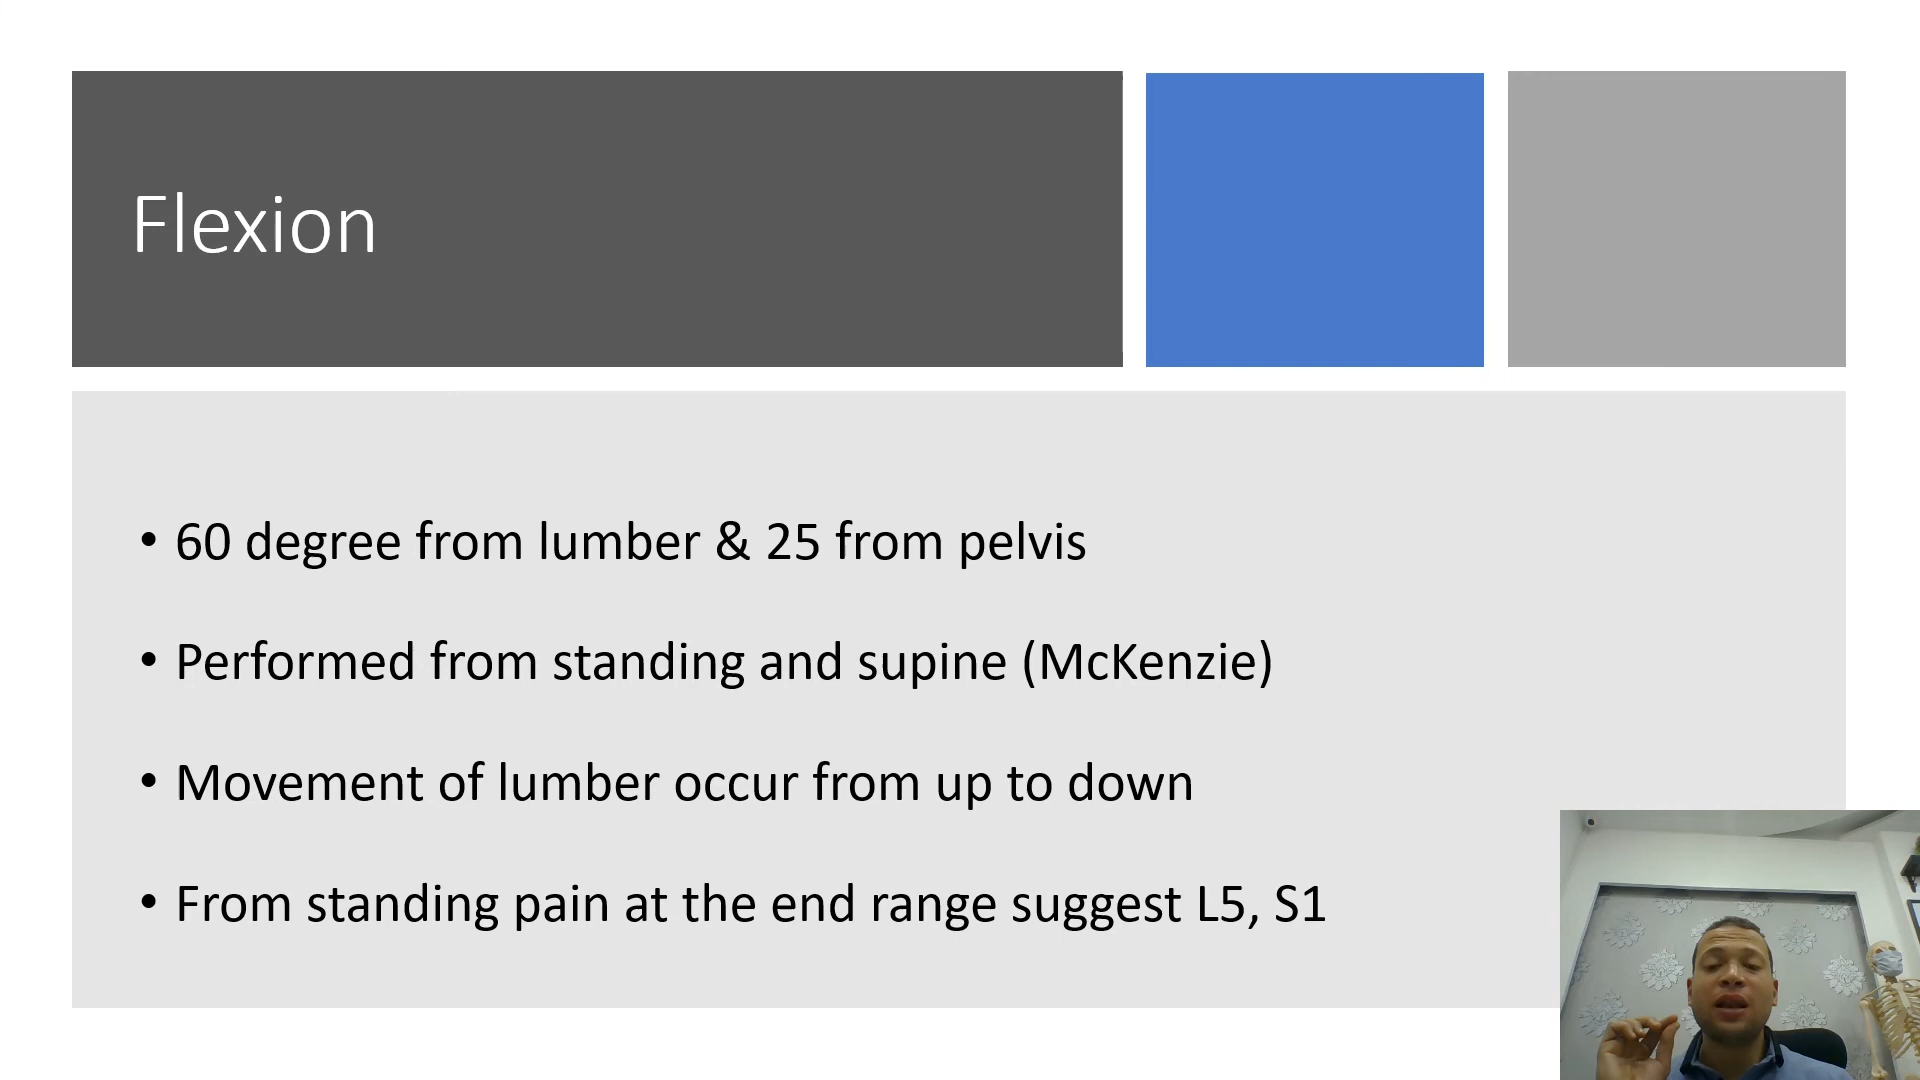 Flexion
• 60 degree from lumber & 25 from pelvis
• Performed from standing and supine (McKenzie)
• Movement of lumber occur from up to down
• From standing pain at the end range suggest L5, S1